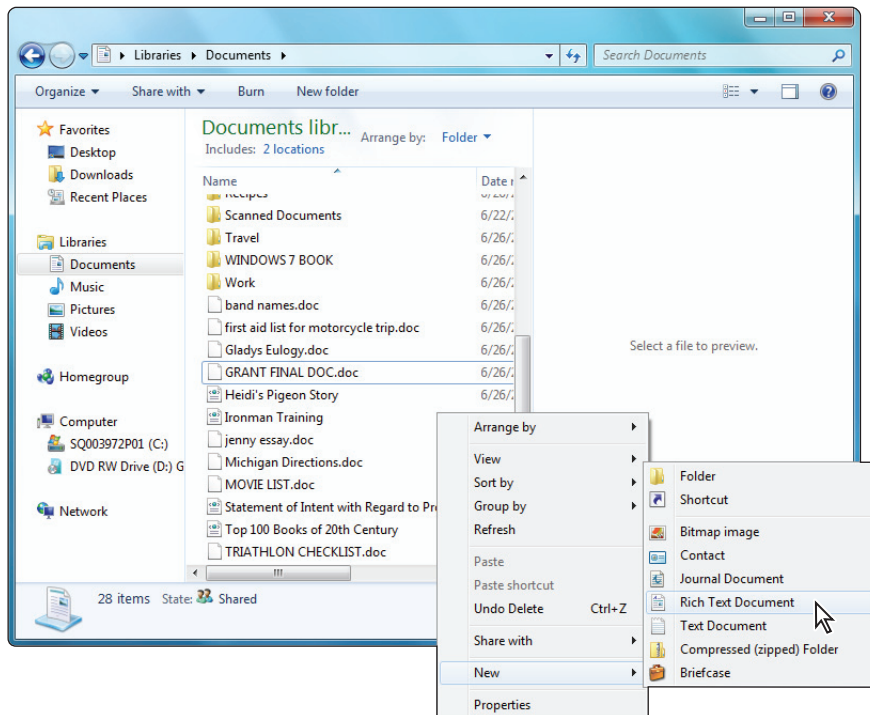 Libraries ▸ Documents ▸
Search Documents
Organize Share with Burn New folder
Favorites
Desktop
Downloads
Recent Places
Libraries
Documents
Music
Pictures
Videos
Homegroup
Computer
SQ003972P01 (C:)
DVD RW Drive (D:) G
Network
Documents libr...
Includes: 2 locations
Arrange by: Folder
Name Date
Recipes
Scanned Documents 6/22/
Travel 6/26/
WINDOWS 7 BOOK 6/26/
Work 6/26/
band names.doc 6/26/
first aid list for motorcycle trip.doc 6/26/
Gladys Eulogy.doc 6/26/
GRANT FINAL DOC.doc 6/26/
Heidi's Pigeon Story 6/26/
Ironman Training
jenny essay.doc
Michigan Directions.doc
MOVIE LIST.doc
Statement of Intent with Regard to Pr
Top 100 Books of 20th Century
TRIATHLON CHECKLIST.doc
Select a file to preview.
28 items State: Shared
Arrange by
View
Sort by
Group by
Refresh
Paste
Paste shortcut
Undo Delete Ctrl+Z
Share with
New
Properties
Folder
Shortcut
Bitmap image
Contact
Journal Document
Rich Text Document
Text Document
Compressed (zipped) Folder
Briefcase